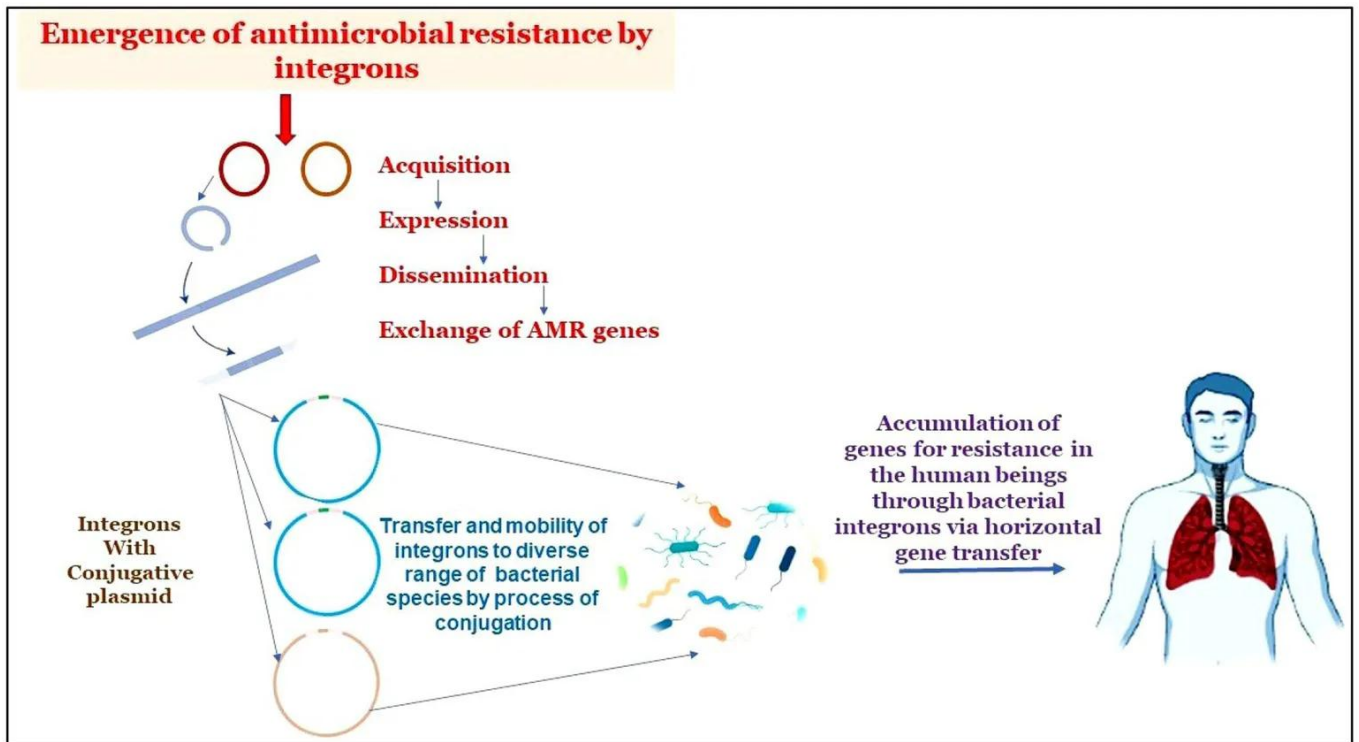 Emergence of antimicrobial resistance by
integrons
Acquisition
Expression
Dissemination
Exchange of AMR genes
Integrons
With
Conjugative
plasmid
Transfer and mobility of
integrons to diverse
range of bacterial
species by process of
conjugation
Accumulation of
genes for resistance in
the human beings
through bacterial
integrons via horizontal
gene transfer